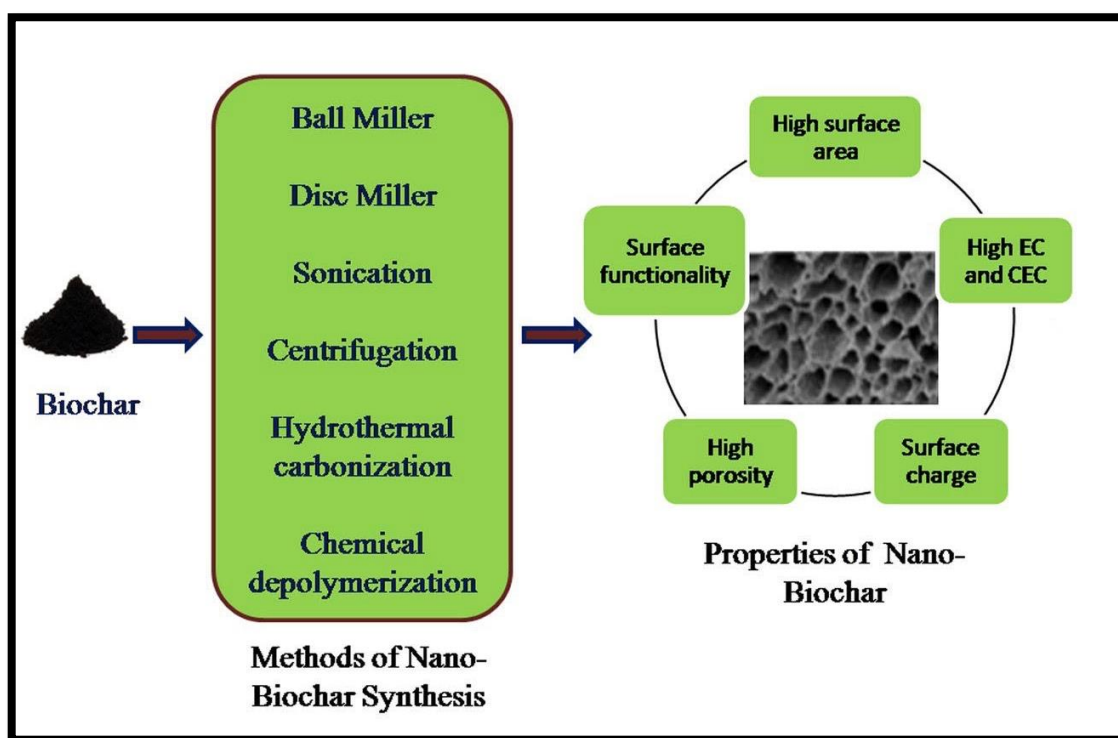 Biochar
Ball Miller
Disc Miller
Sonication
Centrifugation
Hydrothermal
carbonization
Chemical
depolymerization
Methods of Nano-
Biochar Synthesis
High surface
area
High EC
and CEC
Surface
charge
High
porosity
Surface
functionality
Properties of Nano-
Biochar